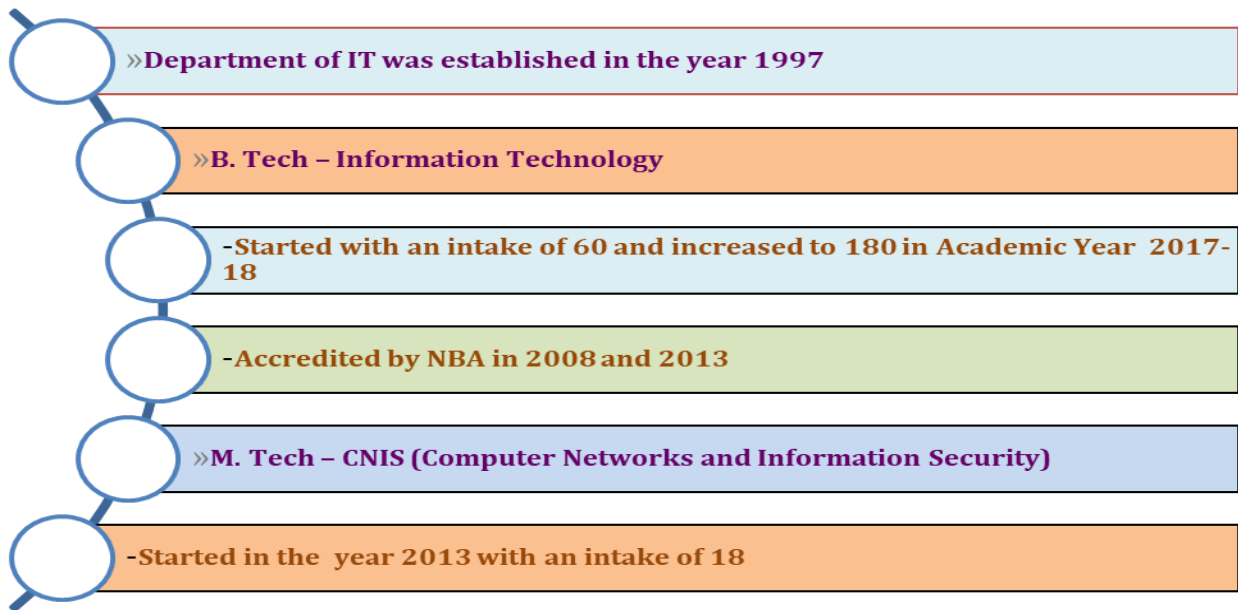 »Department of IT was established in the year 1997
»B. Tech – Information Technology
-Started with an intake of 60 and increased to 180 in Academic Year 2017-
18
-Accredited by NBA in 2008 and 2013
»M. Tech – CNIS (Computer Networks and Information Security)
-Started in the year 2013 with an intake of 18